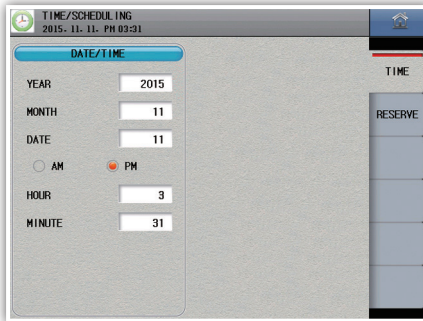 TIME/SCHEDULING
2015. 11. 11. PM 03:31
DATE/TIME
YEAR 2015
MONTH 11
DATE 11
AM PM
HOUR 3
MINUTE 31
TIME
RESERVE